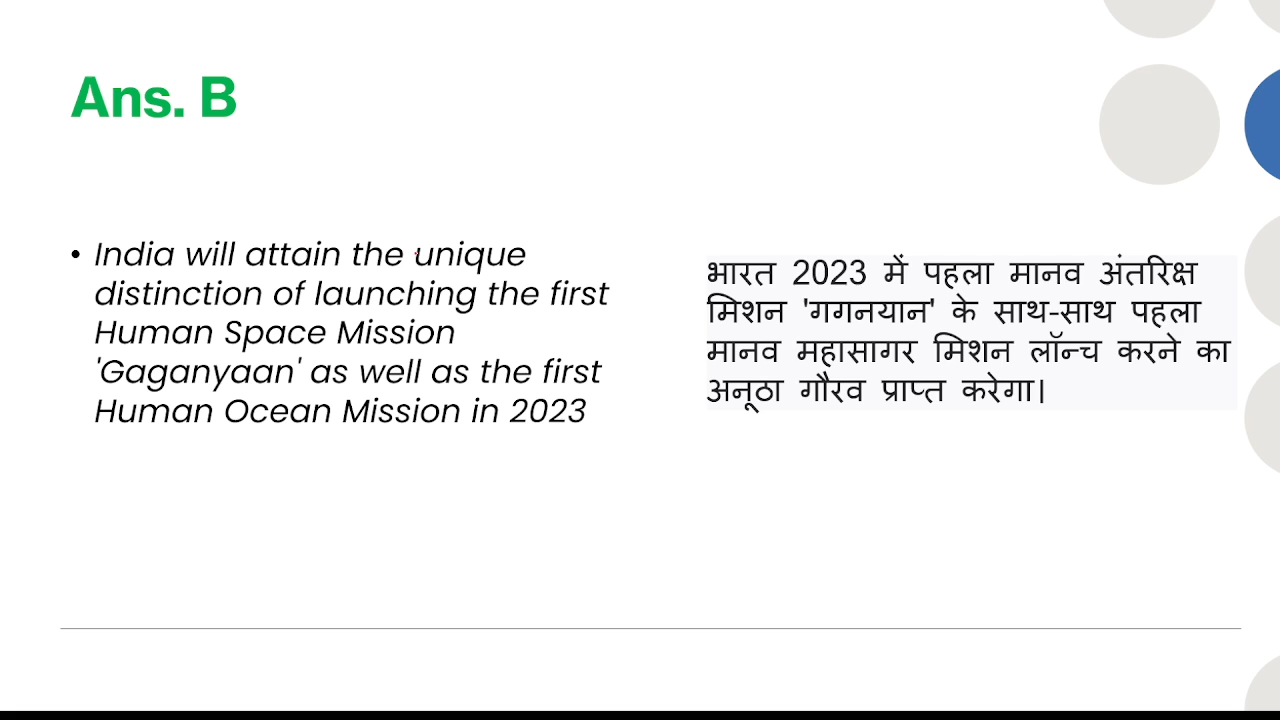 Ans. B
• India will attain the unique
distinction of launching the first
Human Space Mission
'Gaganyaan' as well as the first
Human Ocean Mission in 2023
भारत 2023 में पहला मानव अंतरिक्ष
मिशन 'गगनयान' के साथ-साथ पहला
मानव महासागर मिशन लॉन्च करने का
अनूठा गौरव प्राप्त करेगा।